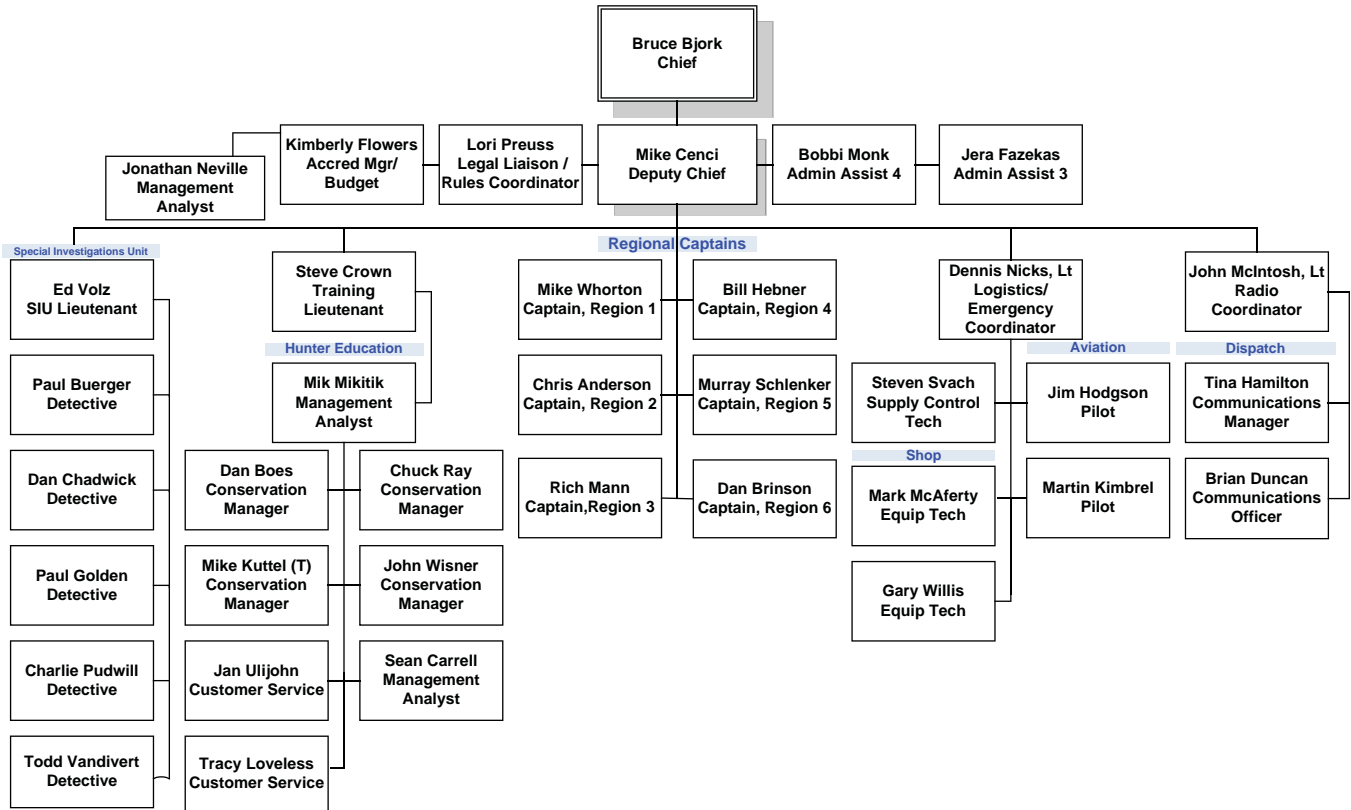 Bruce Bjork
Chief
Jonathan Neville
Management
Analyst
Kimberly Flowers
Accred Mgr/
Budget
Lori Preuss
Legal Liaison /
Rules Coordinator
Mike Cenci
Deputy Chief
Bobbi Monk
Admin Assist 4
Jera Fazekas
Admin Assist 3
Special Investigations Unit
Ed Volz
SIU Lieutenant
Paul Buerger
Detective
Dan Chadwick
Detective
Paul Golden
Detective
Charlie Pudwill
Detective
Todd Vandivert
Detective
Steve Crown
Training
Lieutenant
Hunter Education
Mik Mikitik
Management
Analyst
Dan Boes
Conservation
Manager
Chuck Ray
Conservation
Manager
Mike Kuttel (T)
Conservation
Manager
John Wisner
Conservation
Manager
Jan Ulijohn
Customer Service
Sean Carrell
Management
Analyst
Tracy Loveless
Customer Service
Regional Captains
Mike Whorton
Captain, Region 1
Bill Hebner
Captain, Region 4
Chris Anderson
Captain, Region 2
Murray Schlenker
Captain, Region 5
Rich Mann
Captain,Region 3
Dan Brinson
Captain, Region 6
Dennis Nicks, Lt
Logistics/
Emergency
Coordinator
Steven Svach
Supply Control
Tech
Shop
Mark McAferty
Equip Tech
Gary Willis
Equip Tech
Aviation
Jim Hodgson
Pilot
Martin Kimbrel
Pilot
John McIntosh, Lt
Radio
Coordinator
Dispatch
Tina Hamilton
Communications
Manager
Brian Duncan
Communications
Officer